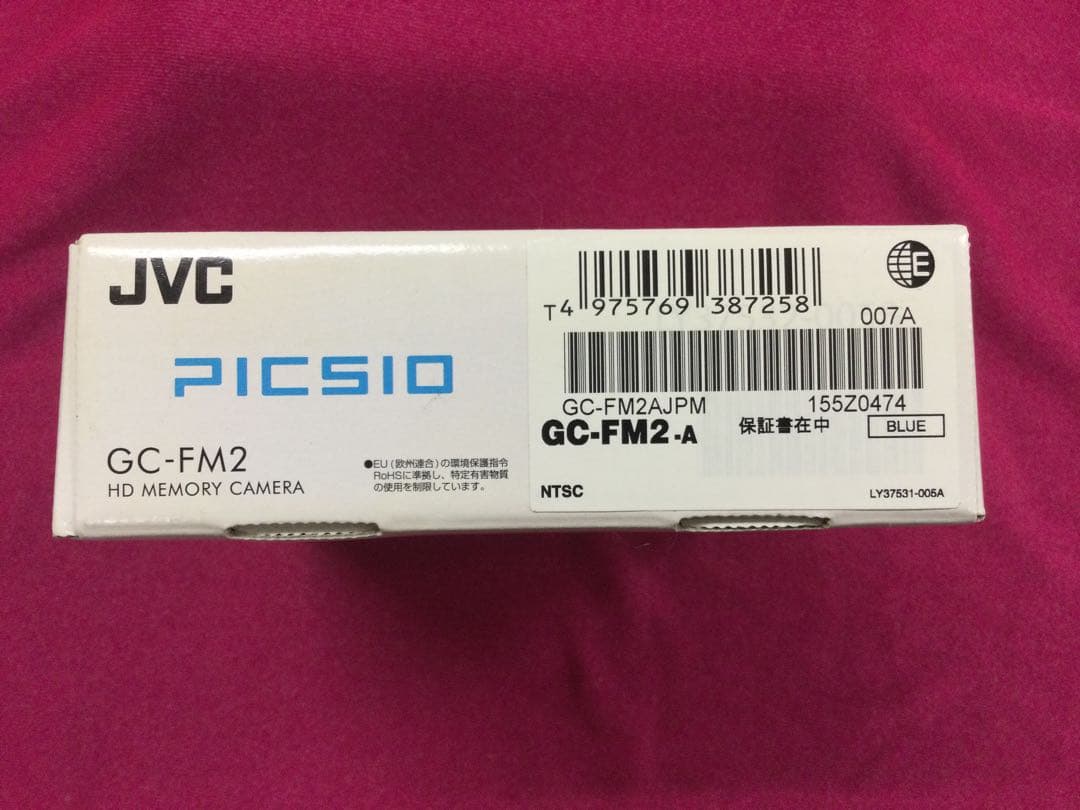 JVC
PICSIO
GC-FM2
HD MEMORY CAMERA
●EU(欧州連合)の環境保護指令
RoHSに準拠し、特定有害物質
の使用を制限しています。
E
T4 975769 387258
007A
GC-FM2AJPM 155Z0474
GC-FM2-A 保証書在中 BLUE
NTSC LY37531-005A